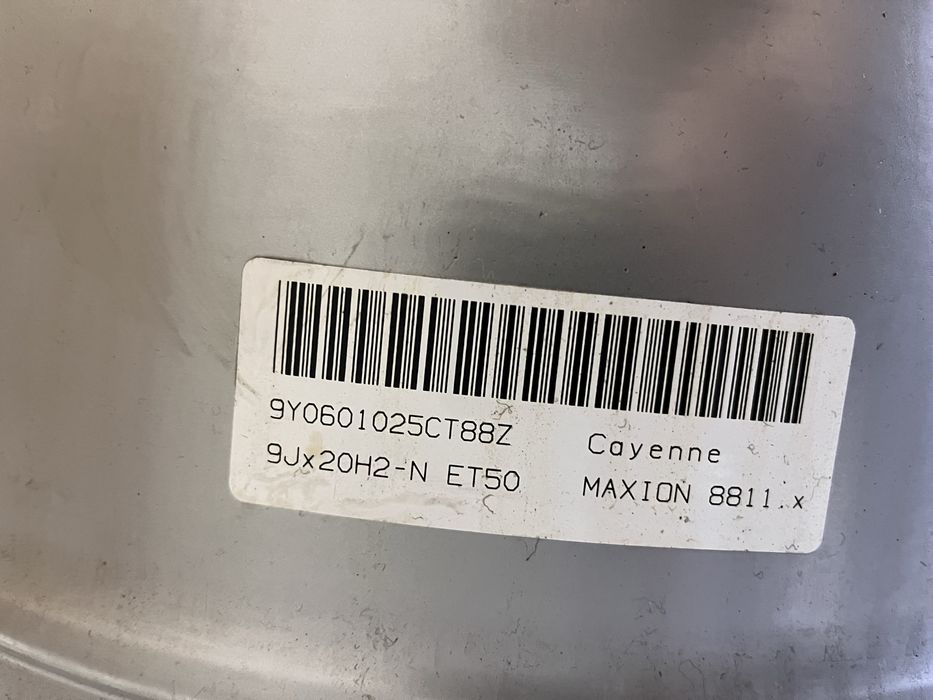 9Y0601025CT88Z Cayenne
9Jx20H2-N ET50 MAXION 8811.x